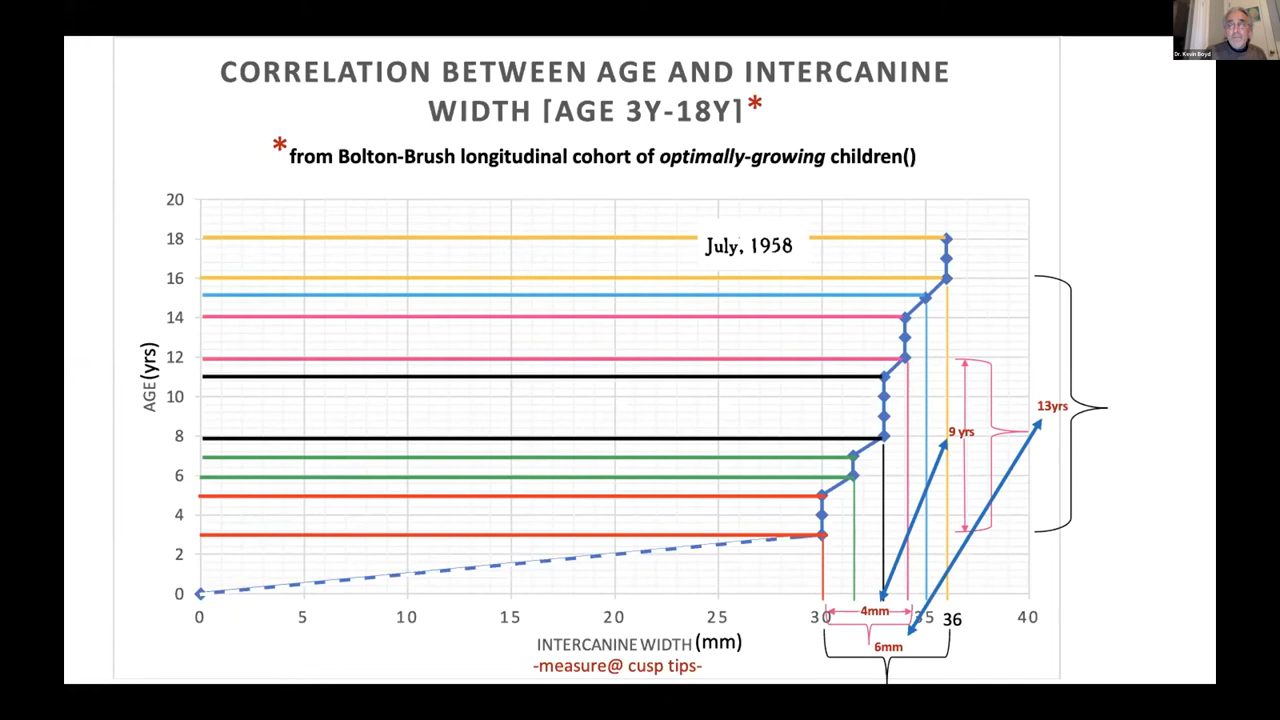 Dr. Kevin Boyd
CORRELATION BETWEEN AGE AND INTERCANINE
WIDTH ⌈AGE 3Y-18Y⌉*
*from Bolton-Brush longitudinal cohort of optimally-growing children()
20
18
July, 1958
16
14
12
10
8
6
4
2
0
AGE(yrs)
13yrs
9 yrs
0
5
10
15
20
25
30
35
36
40
4mm
6mm
INTERCANINE WIDTH (mm)
-measure@ cusp tips-